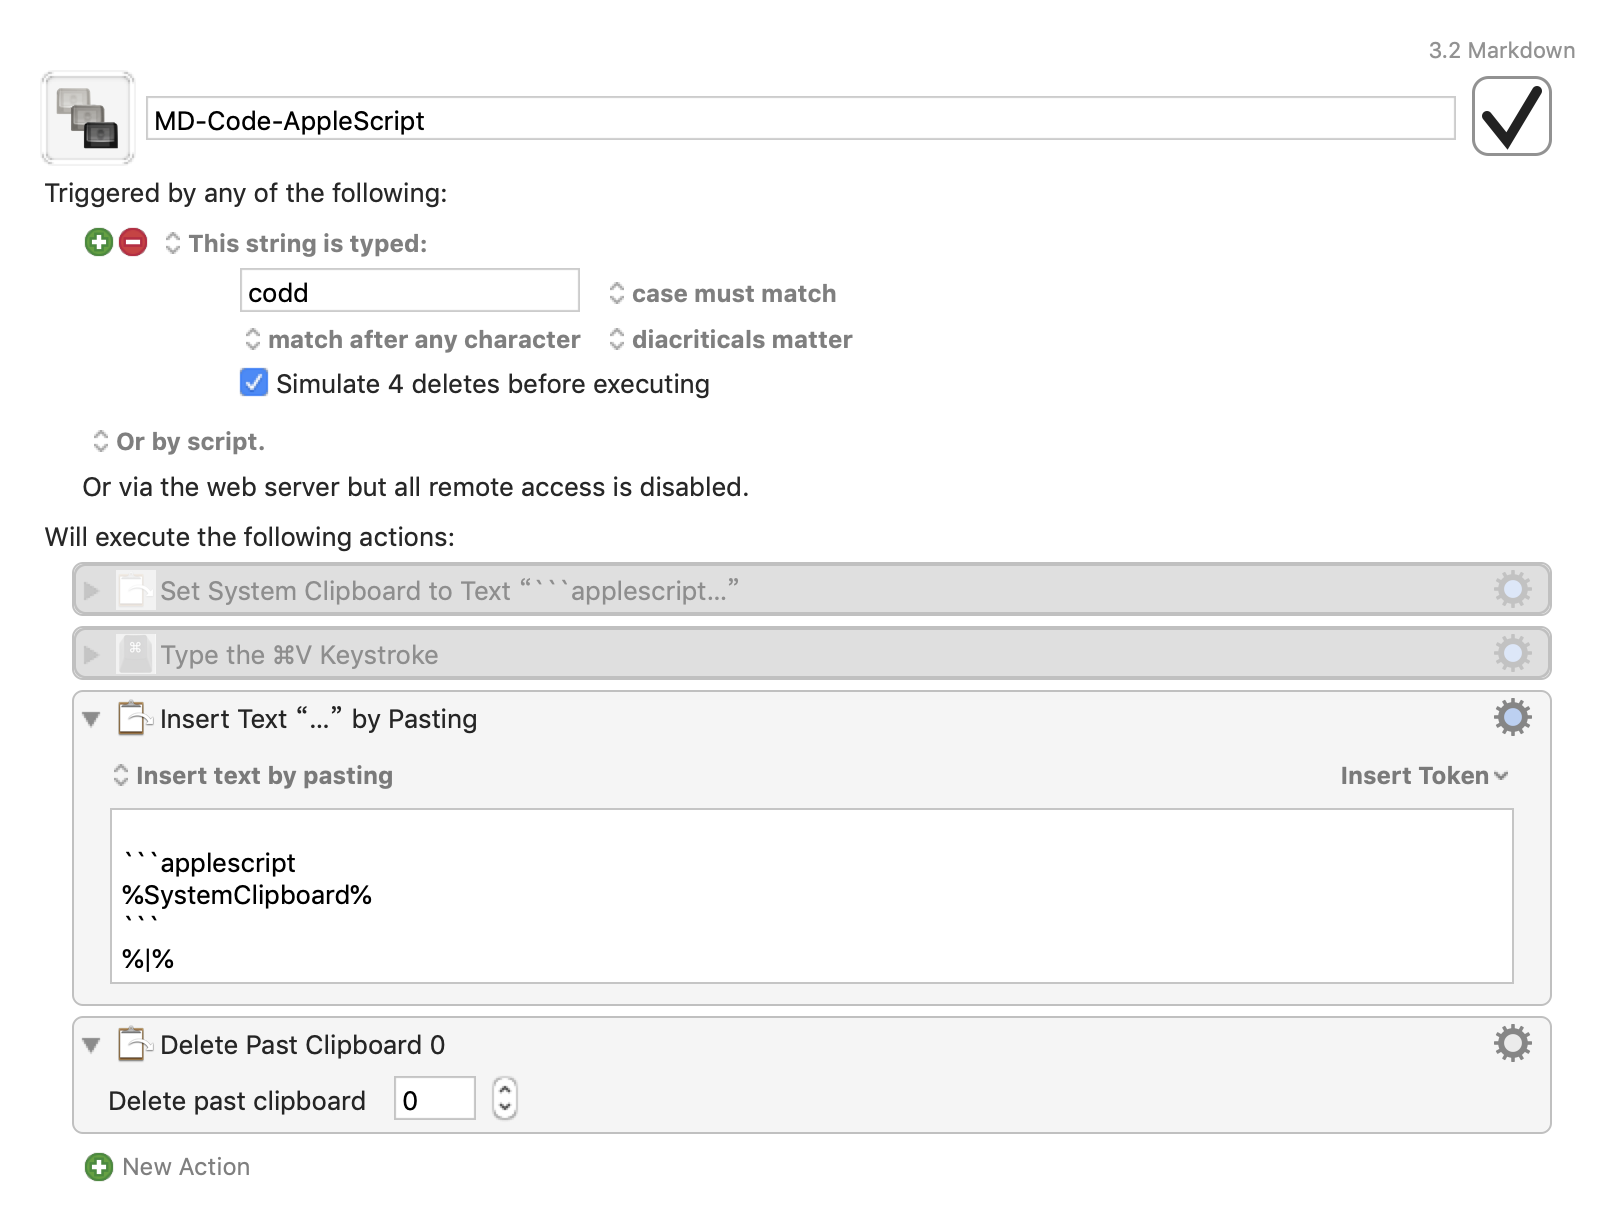 3.2 Markdown
MD-Code-AppleScript
Triggered by any of the following:
This string is typed:
codd
case must match
match after any character
diacriticals matter
Simulate 4 deletes before executing
Or by script.
Or via the web server but all remote access is disabled.
Will execute the following actions:
Set System Clipboard to Text “```applescript…”
Type the ⌘V Keystroke
Insert Text “…” by Pasting
Insert text by pasting
Insert Token
```applescript
%SystemClipboard%
```
%|%
Delete Past Clipboard 0
Delete past clipboard
0
New Action